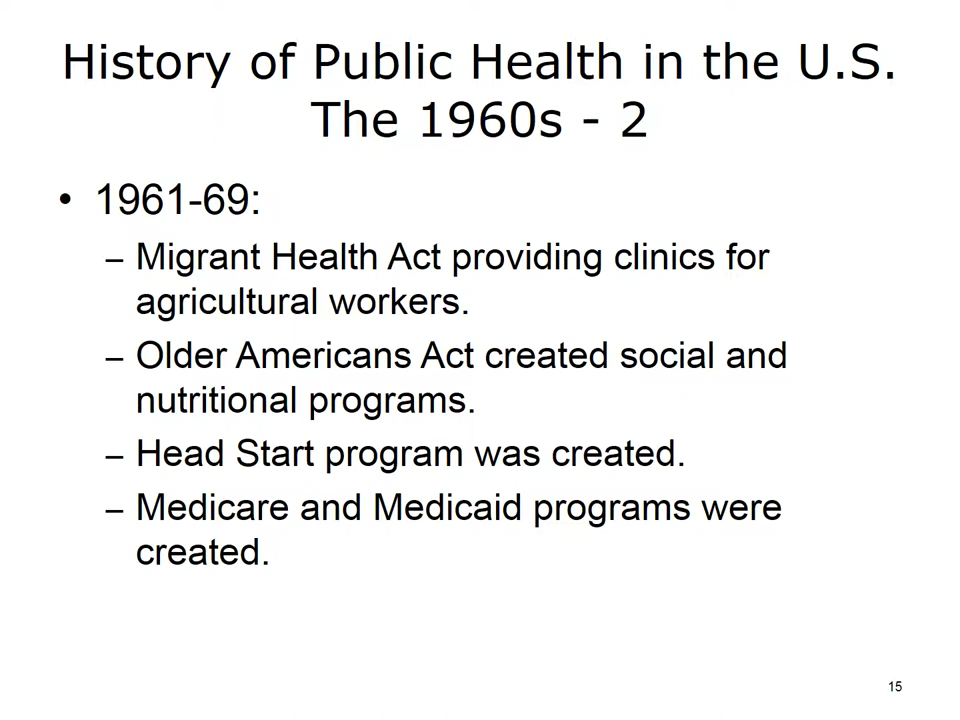 History of Public Health in the U.S.
The 1960s - 2
• 1961-69:
– Migrant Health Act providing clinics for
agricultural workers.
– Older Americans Act created social and
nutritional programs.
– Head Start program was created.
– Medicare and Medicaid programs were
created.
15